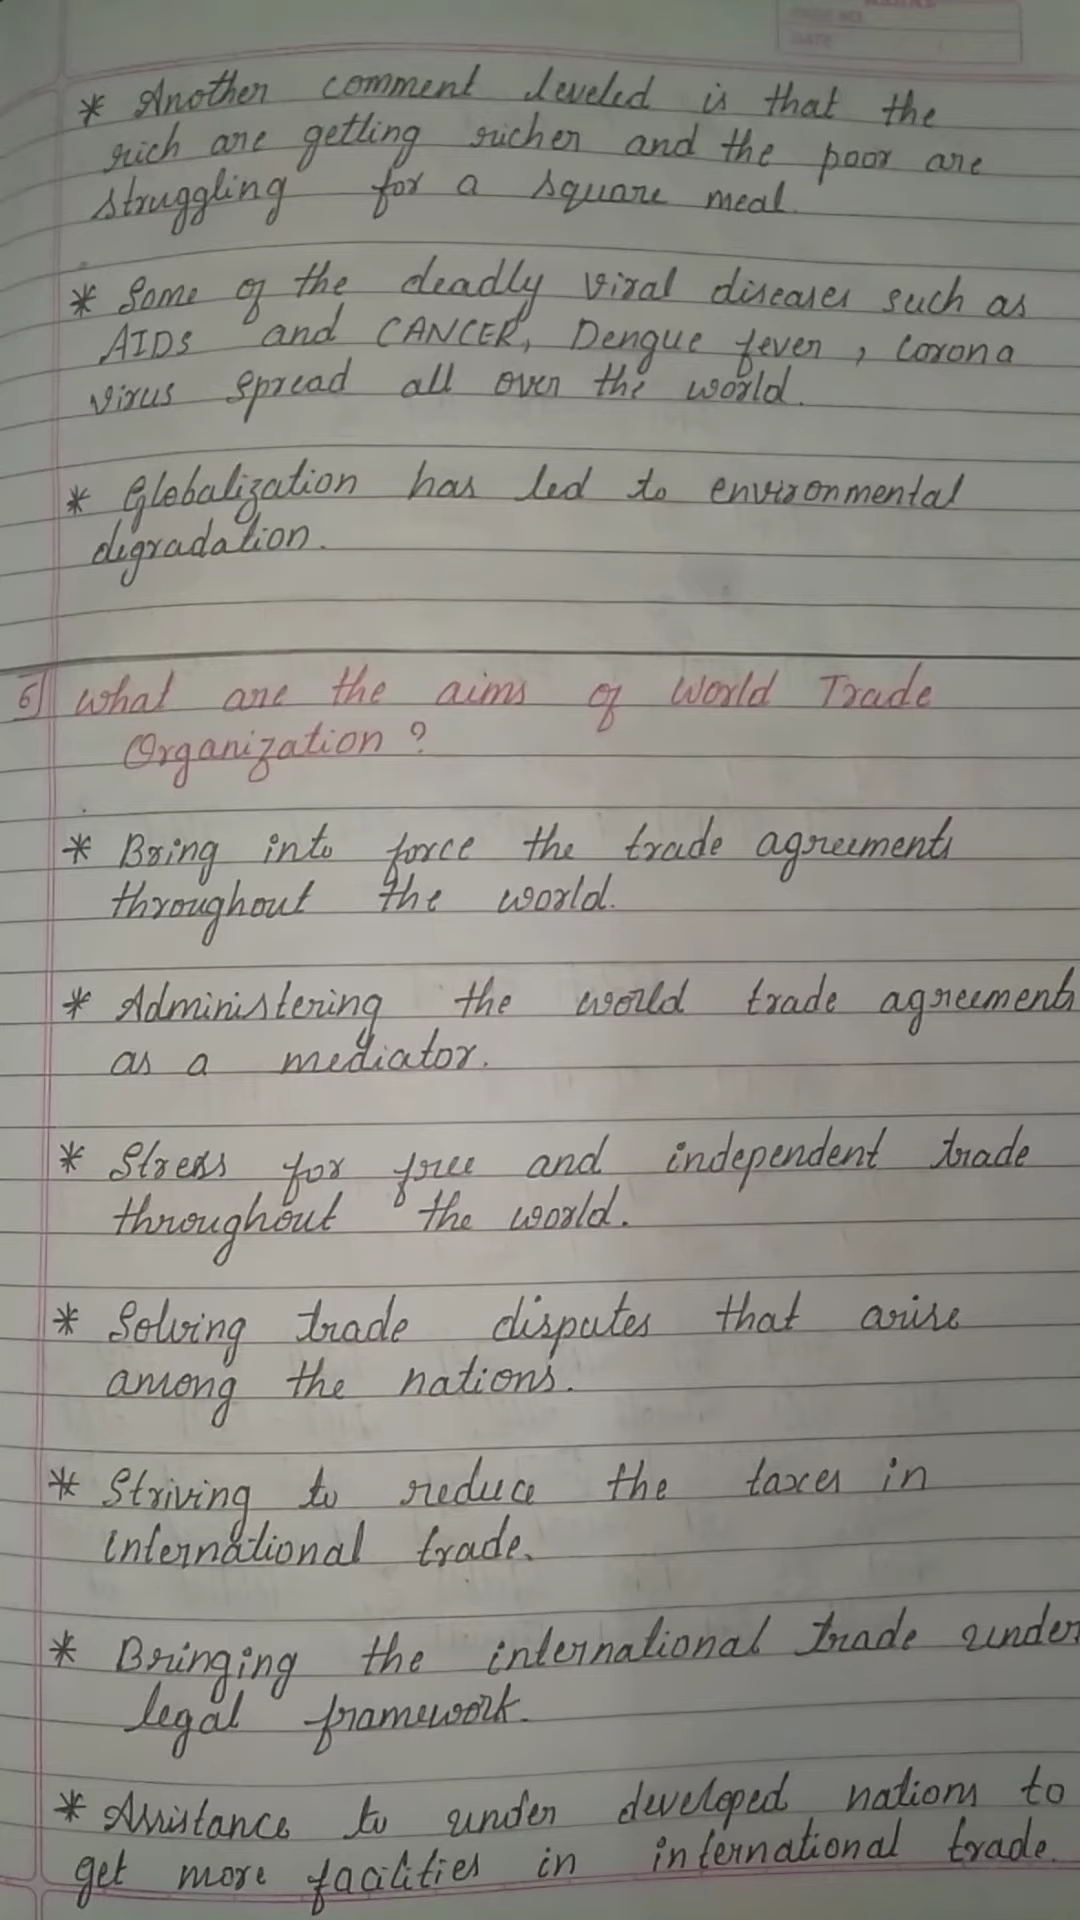 PAGE NO
DATE
* Another comment leveled is that the
rich are getting richer and the poor are
struggling for a square meal.
* Some of the deadly viral diseases such as
AIDS and CANCER, Dengue fever, Corona
virus spread all over the world.
* Globalization has led to environmental
degradation.
6] What are the aims of World Trade
Organization?
* Bring into force the trade agreements
throughout the world.
* Administering the world trade agreements
as a mediator.
* Stress for free and independent trade
throughout the world.
* Solving trade disputes that arise
among the nations.
* Striving to reduce the taxes in
international trade.
* Bringing the international trade under
legal framework.
* Assistance to under developed nations to
get more facilities in international trade.